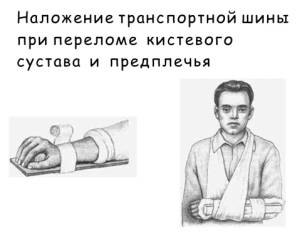 Наложение транспортной шины
при переломе кистевого
сустава и предплечья